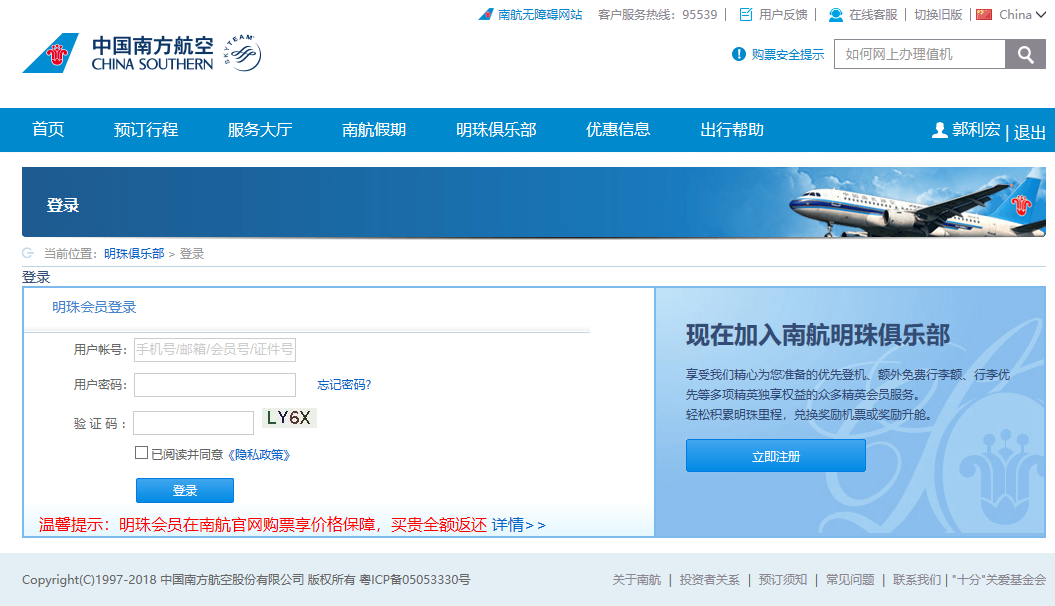 南航无障碍网站 客户服务热线：95539 | 用户反馈 | 在线客服 | 切换旧版 | China
中国南方航空
CHINA SOUTHERN
SKYTEAM
购票安全提示 如何网上办理值机
首页 预订行程 服务大厅 南航假期 明珠俱乐部 优惠信息 出行帮助 郭利宏 | 退出
登录
中国南方航空
当前位置： 明珠俱乐部 > 登录
登录
明珠会员登录
用户帐号: 手机号/邮箱/会员号/证件号
用户密码: 忘记密码?
验 证 码 : LY6X
已阅读并同意《隐私政策》
登录
温馨提示：明珠会员在南航官网购票享价格保障，买贵全额返还 详情>>
现在加入南航明珠俱乐部
享受我们精心为您准备的优先登机、额外免费行李额、行李优
先等多项精英独享权益的众多精英会员服务。
轻松积累明珠里程，兑换奖励机票或奖励升舱。
立即注册
Copyright(C)1997-2018 中国南方航空股份有限公司 版权所有 粤ICP备05053330号
关于南航 | 投资者关系 | 预订须知 | 常见问题 | 联系我们 | "十分"关爱基金会